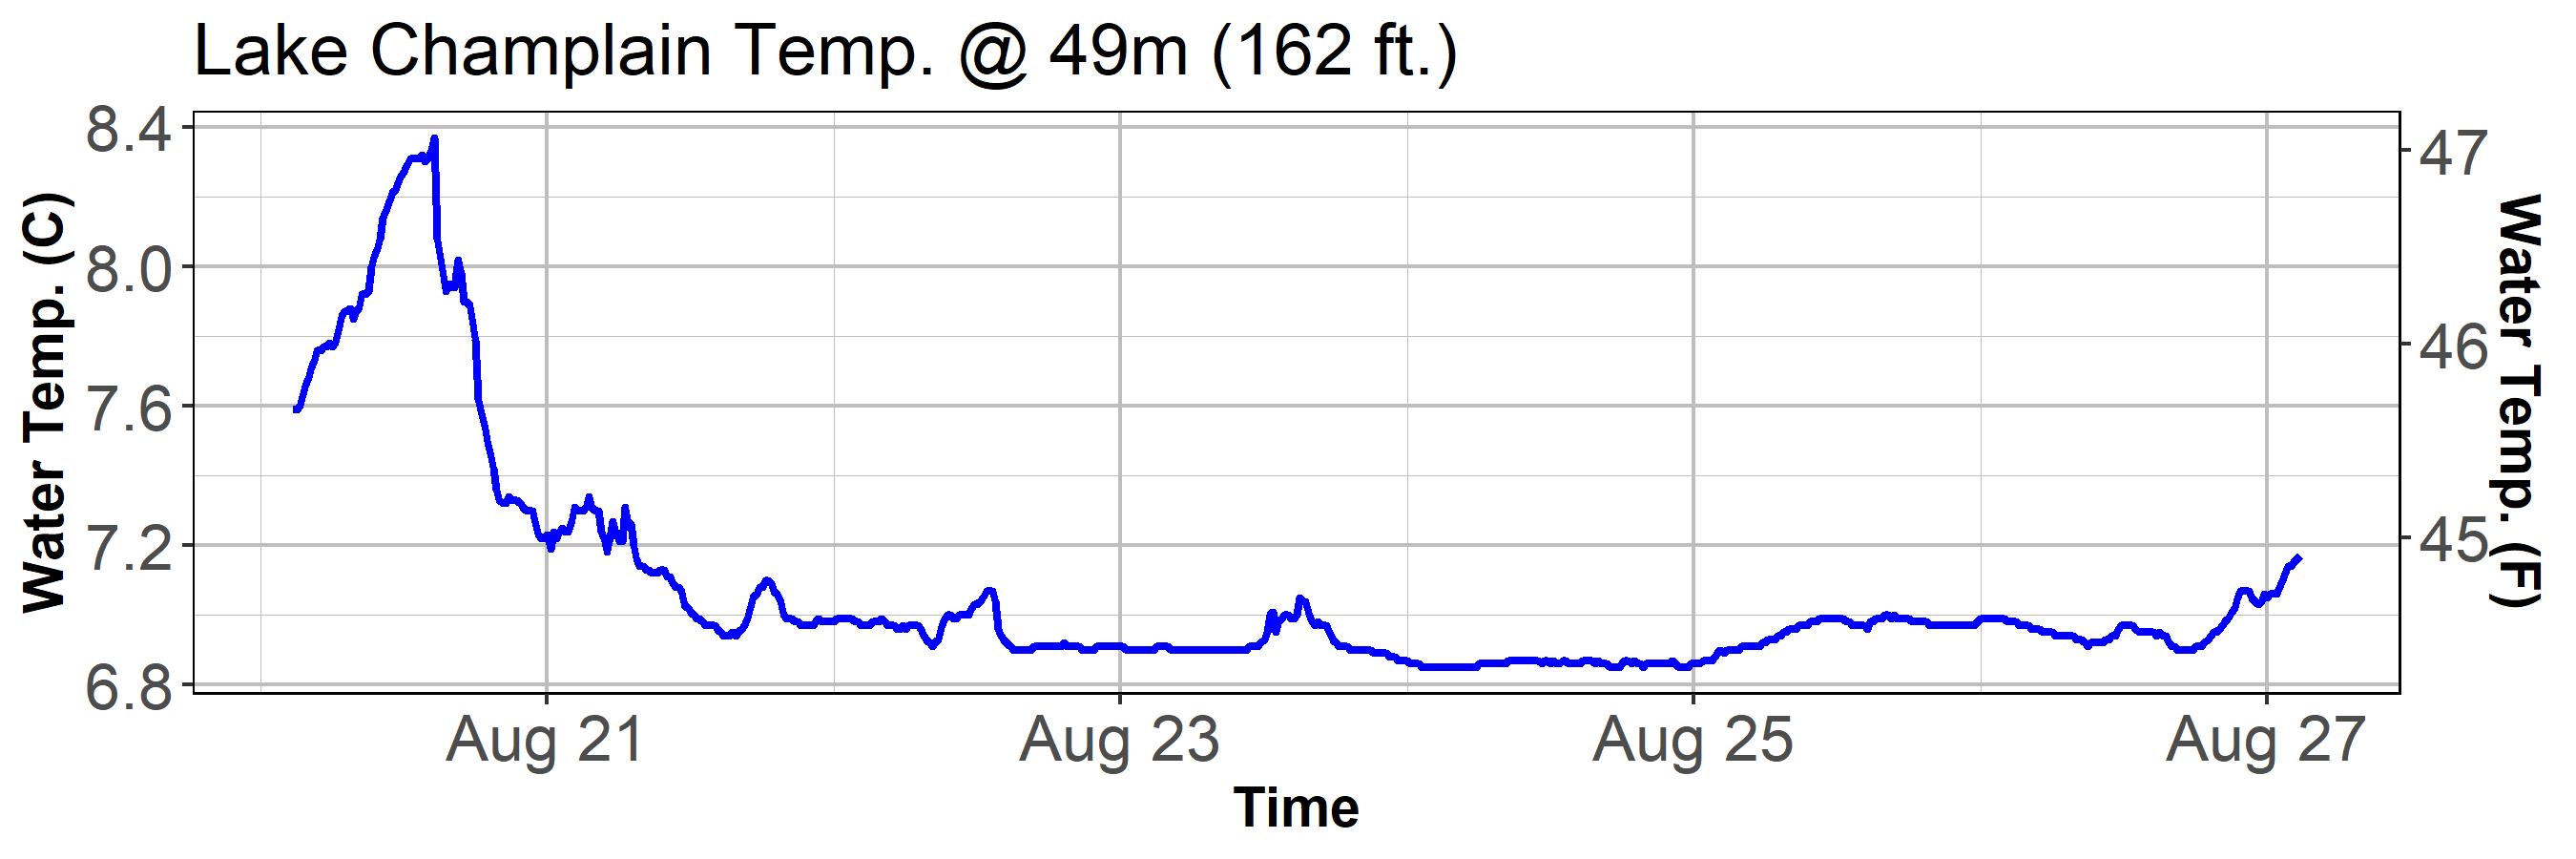 Lake Champlain Temp. @ 49m (162 ft.)
Water Temp. (C)
8.4
8.0
7.6
7.2
6.8
47
46
45
Water Temp. (F)
Aug 21
Aug 23
Aug 25
Aug 27
Time